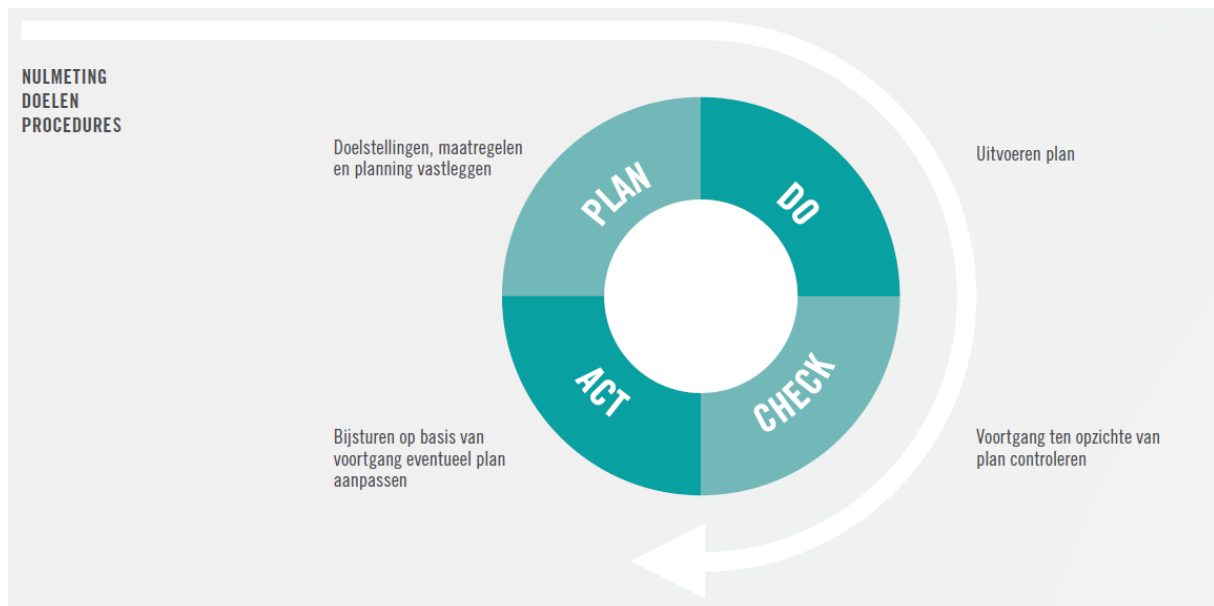 NULMETING
DOELEN
PROCEDURES
Doelstellingen, maatregelen
en planning vastleggen
PLAN
DO
Uitvoeren plan
ACT
CHECK
Bijsturen op basis van
voortgang eventueel plan
aanpassen
Voortgang ten opzichte van
plan controleren